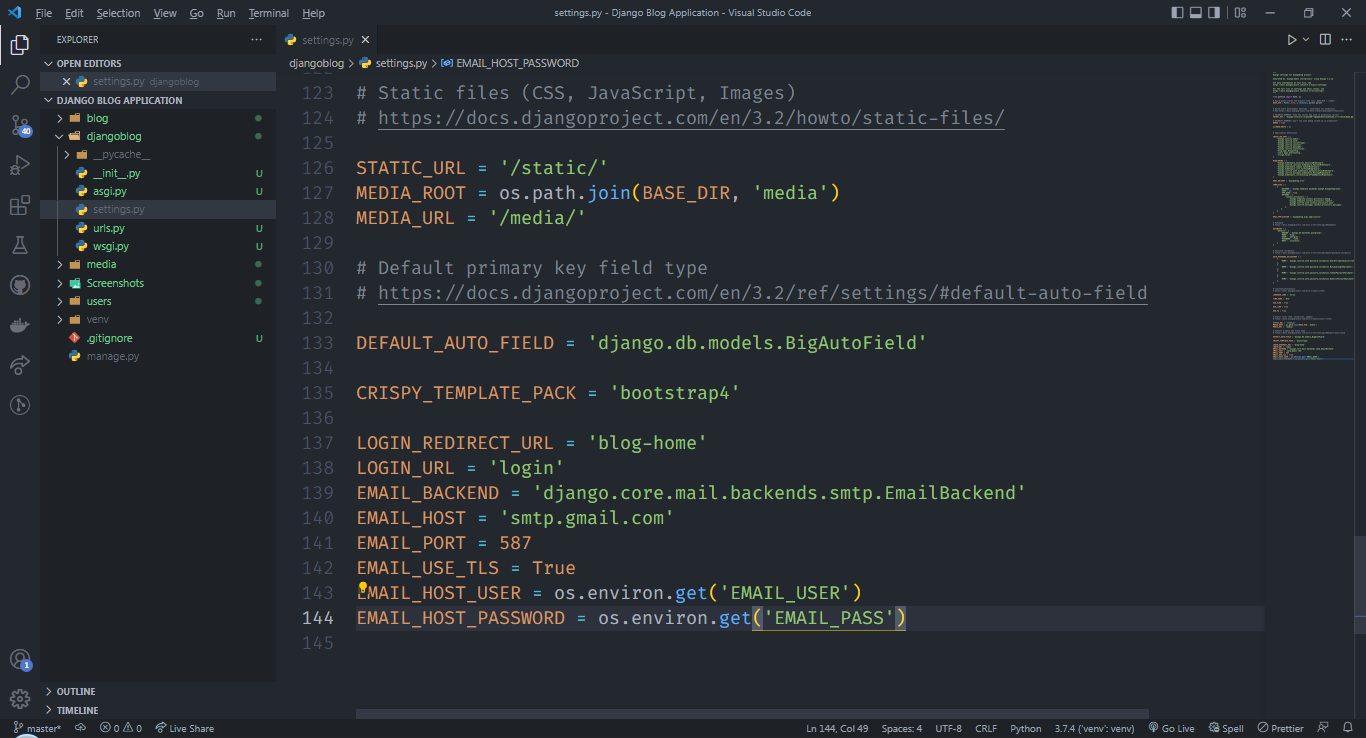 File Edit Selection View Go Run Terminal Help
settings.py - Django Blog Application - Visual Studio Code
EXPLORER
OPEN EDITORS
settings.py djangoblog
DJANGO BLOG APPLICATION
blog
djangoblog
__pycache__
__init__.py U
asgi.py U
settings.py
urls.py U
wsgi.py U
media
Screenshots
users
venv
.gitignore U
manage.py
OUTLINE
TIMELINE
40
1
settings.py
djangoblog > settings.py > EMAIL_HOST_PASSWORD
123 # Static files (CSS, JavaScript, Images)
124 # https://docs.djangoproject.com/en/3.2/howto/static-files/
125
126 STATIC_URL = '/static/'
127 MEDIA_ROOT = os.path.join(BASE_DIR, 'media')
128 MEDIA_URL = '/media/'
129
130 # Default primary key field type
131 # https://docs.djangoproject.com/en/3.2/ref/settings/#default-auto-field
132
133 DEFAULT_AUTO_FIELD = 'django.db.models.BigAutoField'
134
135 CRISPY_TEMPLATE_PACK = 'bootstrap4'
136
137 LOGIN_REDIRECT_URL = 'blog-home'
138 LOGIN_URL = 'login'
139 EMAIL_BACKEND = 'django.core.mail.backends.smtp.EmailBackend'
140 EMAIL_HOST = 'smtp.gmail.com'
141 EMAIL_PORT = 587
142 EMAIL_USE_TLS = True
143 EMAIL_HOST_USER = os.environ.get('EMAIL_USER')
144 EMAIL_HOST_PASSWORD = os.environ.get('EMAIL_PASS')
145
master* 0 0 Live Share Ln 144, Col 49 Spaces: 4 UTF-8 CRLF Python 3.7.4 ('venv': venv) Go Live Spell Prettier